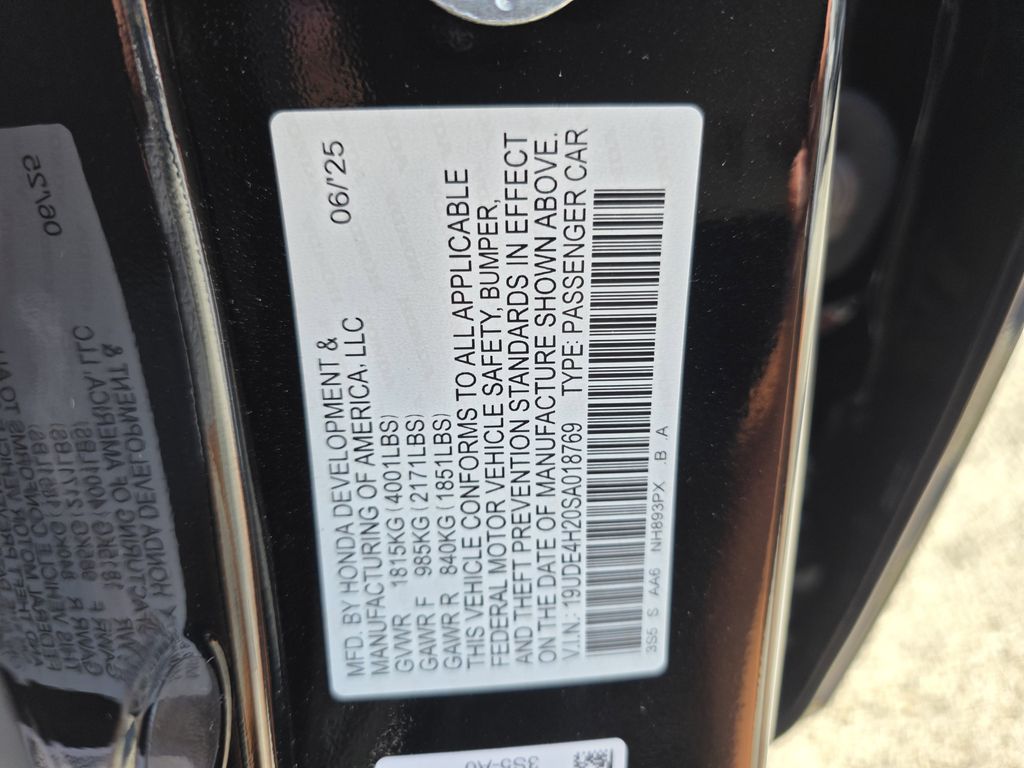 MFD. BY HONDA DEVELOPMENT &
MANUFACTURING OF AMERICA, LLC 06/'25
GVWR 1815KG (4001LBS)
GAWR F 985KG (2171LBS)
GAWR R 840KG (1851LBS)
THIS VEHICLE CONFORMS TO ALL APPLICABLE
FEDERAL MOTOR VEHICLE SAFETY, BUMPER,
AND THEFT PREVENTION STANDARDS IN EFFECT
ON THE DATE OF MANUFACTURE SHOWN ABOVE.
V.I.N.: 19UDE4H20SA018769 TYPE: PASSENGER CAR
3S5 S AA6 NH893PX .B .A